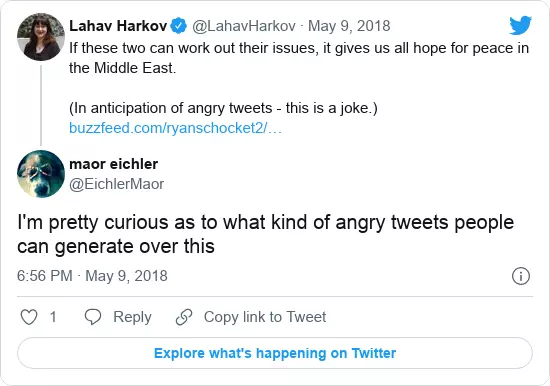 Lahav Harkov @LahavHarkov · May 9, 2018
If these two can work out their issues, it gives us all hope for peace in
the Middle East.
(In anticipation of angry tweets - this is a joke.)
buzzfeed.com/ryanschocket2/…
maor eichler
@EichlerMaor
I'm pretty curious as to what kind of angry tweets people
can generate over this
6:56 PM · May 9, 2018
1 Reply Copy link to Tweet
Explore what's happening on Twitter